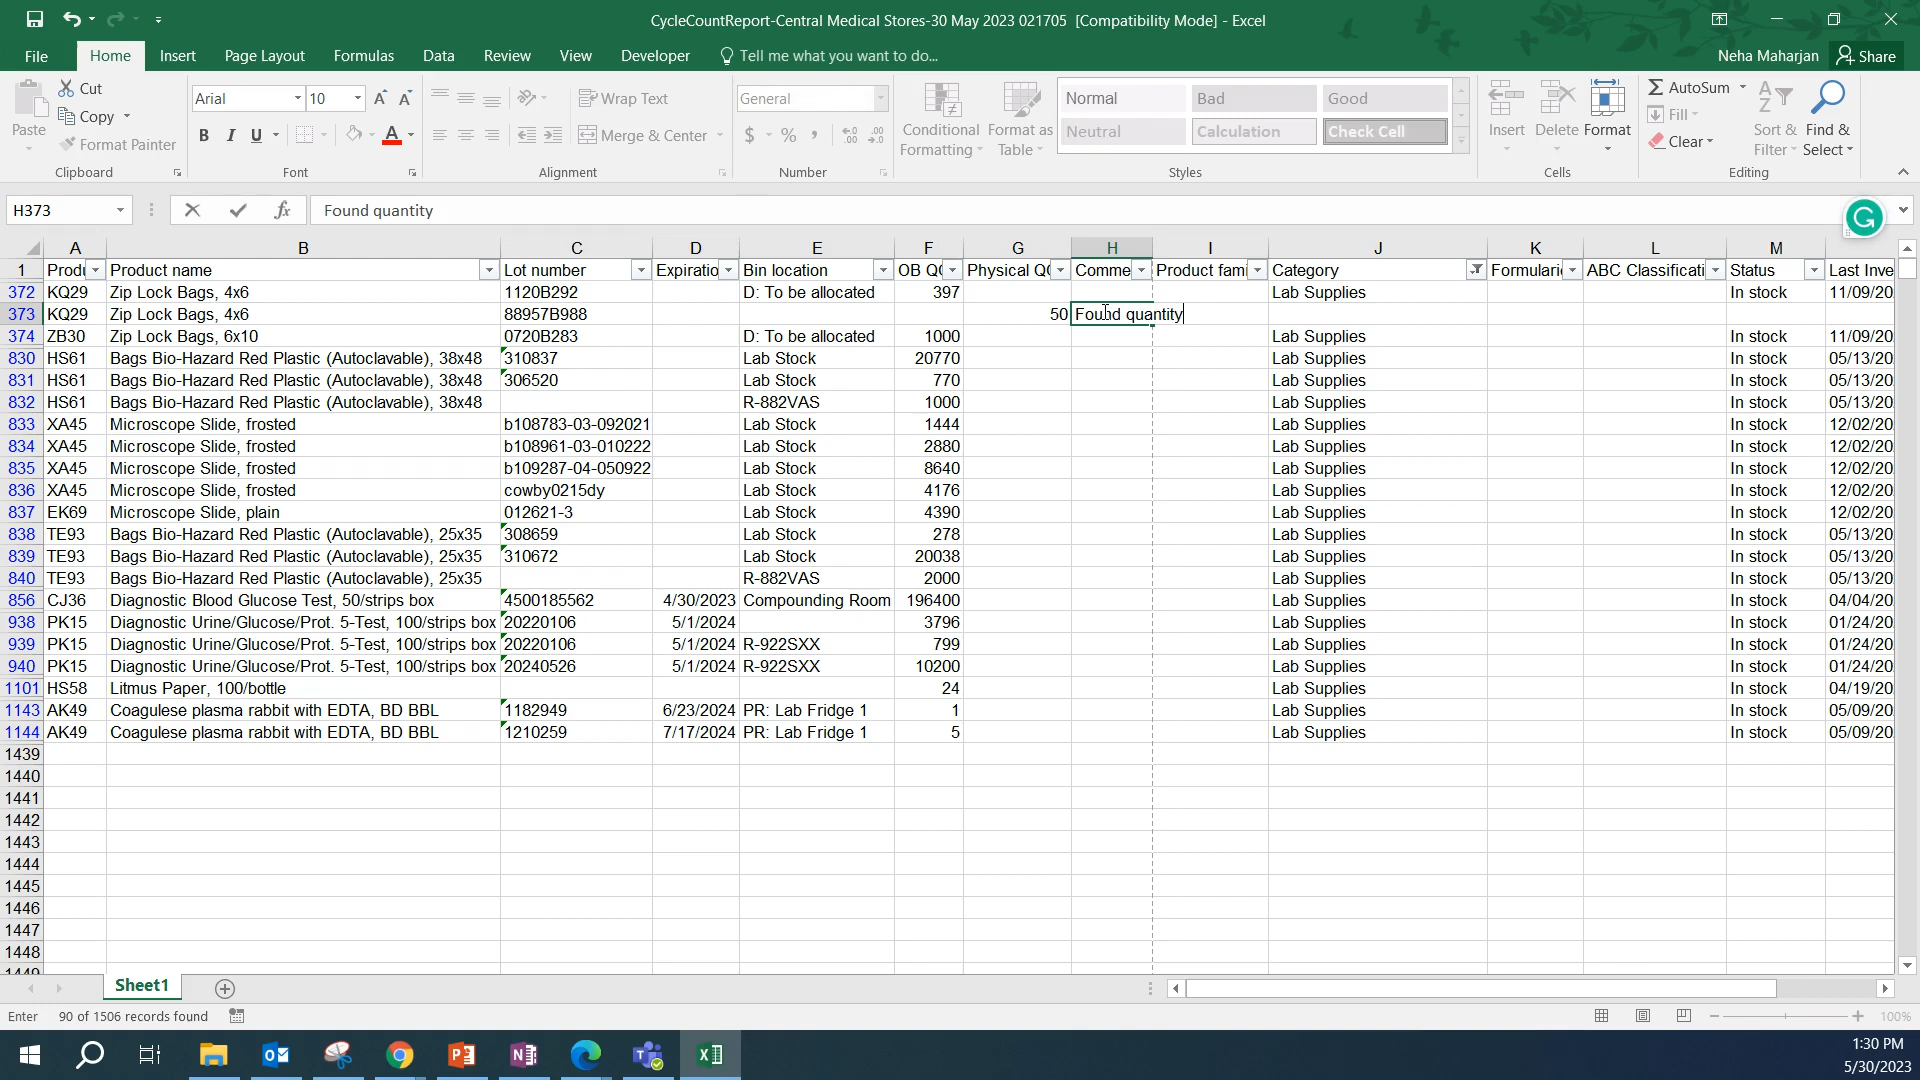 CycleCountReport-Central Medical Stores-30 May 2023 021705 [Compatibility Mode] - Excel
File Home Insert Page Layout Formulas Data Review View Developer Tell me what you want to do... Neha Maharjan Share
Paste Cut Copy Format Painter Clipboard
Arial 10 A A B I U A Font
Wrap Text Merge & Center Alignment
General $ % , Number
Conditional Formatting Format as Table
Normal Bad Good
Neutral Calculation Check Cell
Styles
Insert Delete Format Cells
AutoSum Fill Clear Sort & Filter Find & Select Editing
H373 fx Found quantity
A B C D E F G H I J K L M
1 Produ Product name Lot number Expiratio Bin location OB Q Physical Q Comme Product fami Category Formulari ABC Classificati Status Last Inve
372 KQ29 Zip Lock Bags, 4x6 1120B292 D: To be allocated 397 Lab Supplies In stock 11/09/20
373 KQ29 Zip Lock Bags, 4x6 88957B988 50 Found quantity
374 ZB30 Zip Lock Bags, 6x10 0720B283 D: To be allocated 1000 Lab Supplies In stock 11/09/20
830 HS61 Bags Bio-Hazard Red Plastic (Autoclavable), 38x48 310837 Lab Stock 20770 Lab Supplies In stock 05/13/20
831 HS61 Bags Bio-Hazard Red Plastic (Autoclavable), 38x48 306520 Lab Stock 770 Lab Supplies In stock 05/13/20
832 HS61 Bags Bio-Hazard Red Plastic (Autoclavable), 38x48 R-882VAS 1000 Lab Supplies In stock 05/13/20
833 XA45 Microscope Slide, frosted b108783-03-092021 Lab Stock 1444 Lab Supplies In stock 12/02/20
834 XA45 Microscope Slide, frosted b108961-03-010222 Lab Stock 2880 Lab Supplies In stock 12/02/20
835 XA45 Microscope Slide, frosted b109287-04-050922 Lab Stock 8640 Lab Supplies In stock 12/02/20
836 XA45 Microscope Slide, frosted cowby0215dy Lab Stock 4176 Lab Supplies In stock 12/02/20
837 EK69 Microscope Slide, plain 012621-3 Lab Stock 4390 Lab Supplies In stock 12/02/20
838 TE93 Bags Bio-Hazard Red Plastic (Autoclavable), 25x35 308659 Lab Stock 278 Lab Supplies In stock 05/13/20
839 TE93 Bags Bio-Hazard Red Plastic (Autoclavable), 25x35 310672 Lab Stock 20038 Lab Supplies In stock 05/13/20
840 TE93 Bags Bio-Hazard Red Plastic (Autoclavable), 25x35 R-882VAS 2000 Lab Supplies In stock 05/13/20
856 CJ36 Diagnostic Blood Glucose Test, 50/strips box 4500185562 4/30/2023 Compounding Room 196400 Lab Supplies In stock 04/04/20
938 PK15 Diagnostic Urine/Glucose/Prot. 5-Test, 100/strips box 20220106 5/1/2024 3796 Lab Supplies In stock 01/24/20
939 PK15 Diagnostic Urine/Glucose/Prot. 5-Test, 100/strips box 20220106 5/1/2024 R-922SXX 799 Lab Supplies In stock 01/24/20
940 PK15 Diagnostic Urine/Glucose/Prot. 5-Test, 100/strips box 20240526 5/1/2024 R-922SXX 10200 Lab Supplies In stock 01/24/20
1101 HS58 Litmus Paper, 100/bottle 24 Lab Supplies In stock 04/19/20
1143 AK49 Coagulese plasma rabbit with EDTA, BD BBL 1182949 6/23/2024 PR: Lab Fridge 1 1 Lab Supplies In stock 05/09/20
1144 AK49 Coagulese plasma rabbit with EDTA, BD BBL 1210259 7/17/2024 PR: Lab Fridge 1 5 Lab Supplies In stock 05/09/20
1439
1440
1441
1442
1443
1444
1445
1446
1447
1448
1449
Sheet1
Enter 90 of 1506 records found 100%
1:30 PM
5/30/2023